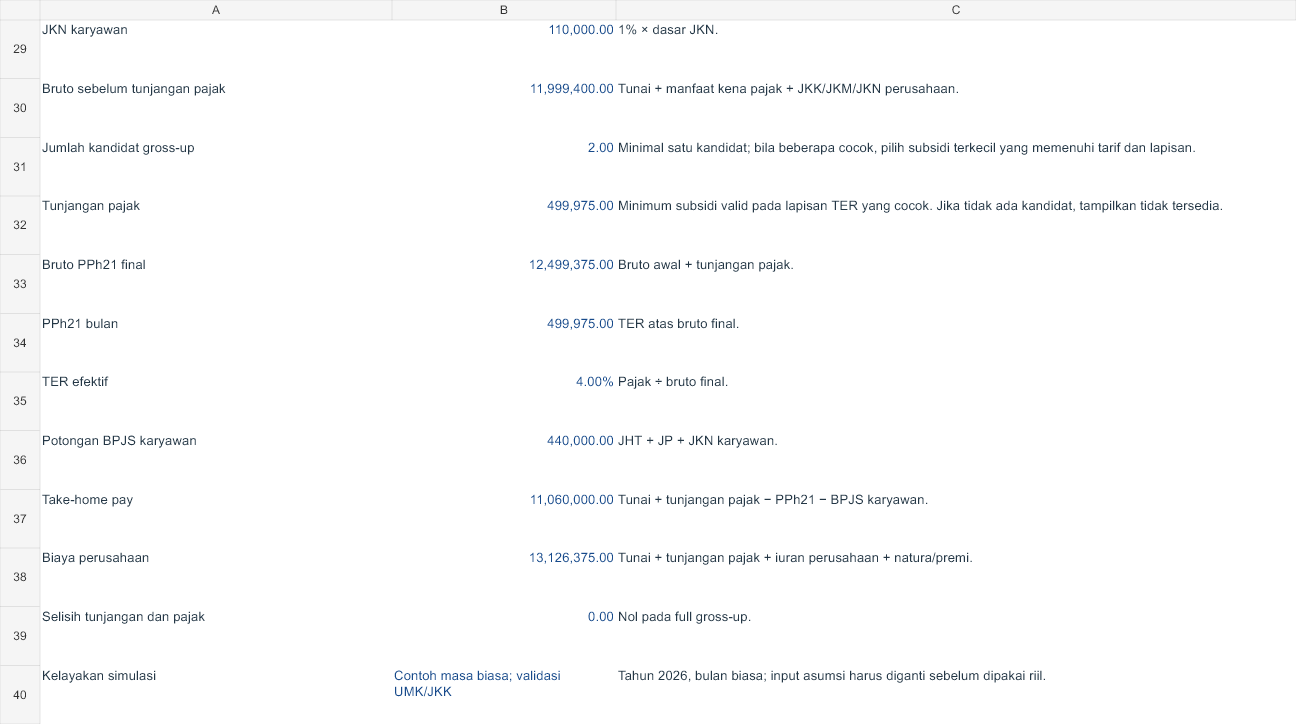 A B C
29 JKN karyawan 110,000.00 1% × dasar JKN.
30 Bruto sebelum tunjangan pajak 11,999,400.00 Tunai + manfaat kena pajak + JKK/JKM/JKN perusahaan.
31 Jumlah kandidat gross-up 2.00 Minimal satu kandidat; bila beberapa cocok, pilih subsidi terkecil yang memenuhi tarif dan lapisan.
32 Tunjangan pajak 499,975.00 Minimum subsidi valid pada lapisan TER yang cocok. Jika tidak ada kandidat, tampilkan tidak tersedia.
33 Bruto PPh21 final 12,499,375.00 Bruto awal + tunjangan pajak.
34 PPh21 bulan 499,975.00 TER atas bruto final.
35 TER efektif 4.00% Pajak ÷ bruto final.
36 Potongan BPJS karyawan 440,000.00 JHT + JP + JKN karyawan.
37 Take-home pay 11,060,000.00 Tunai + tunjangan pajak − PPh21 − BPJS karyawan.
38 Biaya perusahaan 13,126,375.00 Tunai + tunjangan pajak + iuran perusahaan + natura/premi.
39 Selisih tunjangan dan pajak 0.00 Nol pada full gross-up.
40 Kelayakan simulasi Contoh masa biasa; validasi Tahun 2026, bulan biasa; input asumsi harus diganti sebelum dipakai riil.
UMK/JKK